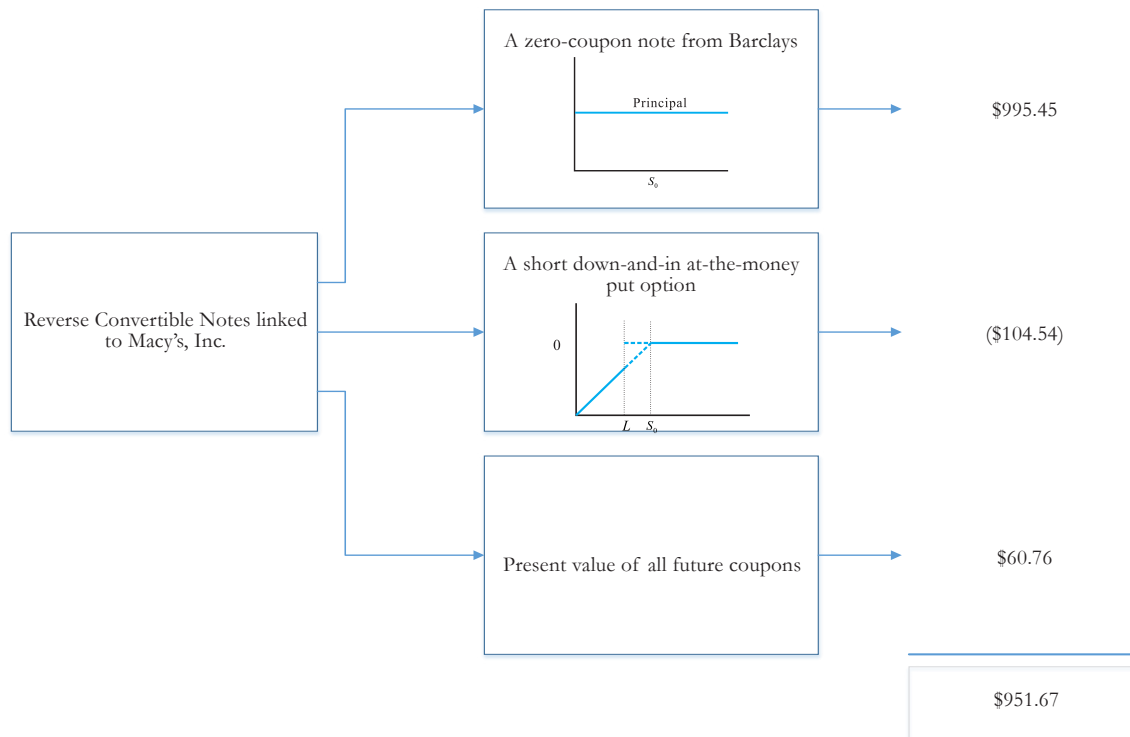 A zero-coupon note from Barclays
Principal
S₀
$995.45
Reverse Convertible Notes linked
to Macy's, Inc.
A short down-and-in at-the-money
put option
0
L S₀
($104.54)
Present value of all future coupons
$60.76
$951.67